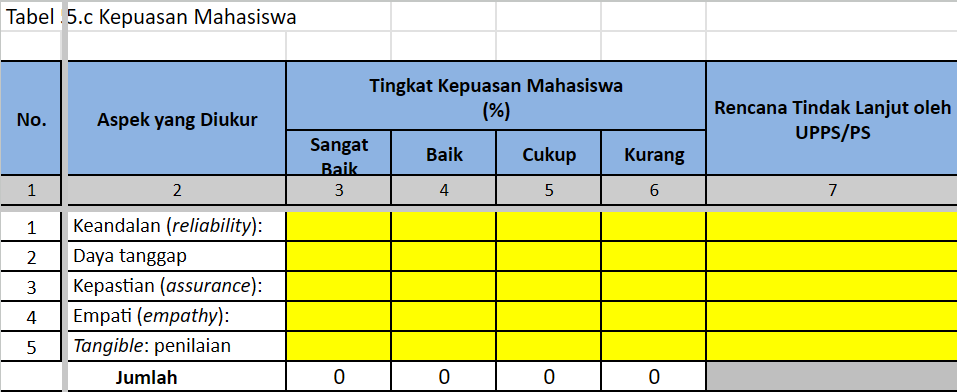 Tabel 5.c Kepuasan Mahasiswa
No. Aspek yang Diukur Tingkat Kepuasan Mahasiswa (%) Rencana Tindak Lanjut oleh UPPS/PS
Sangat Baik Baik Cukup Kurang
1 2 3 4 5 6 7
1 Keandalan (reliability):
2 Daya tanggap
3 Kepastian (assurance):
4 Empati (empathy):
5 Tangible: penilaian
Jumlah 0 0 0 0